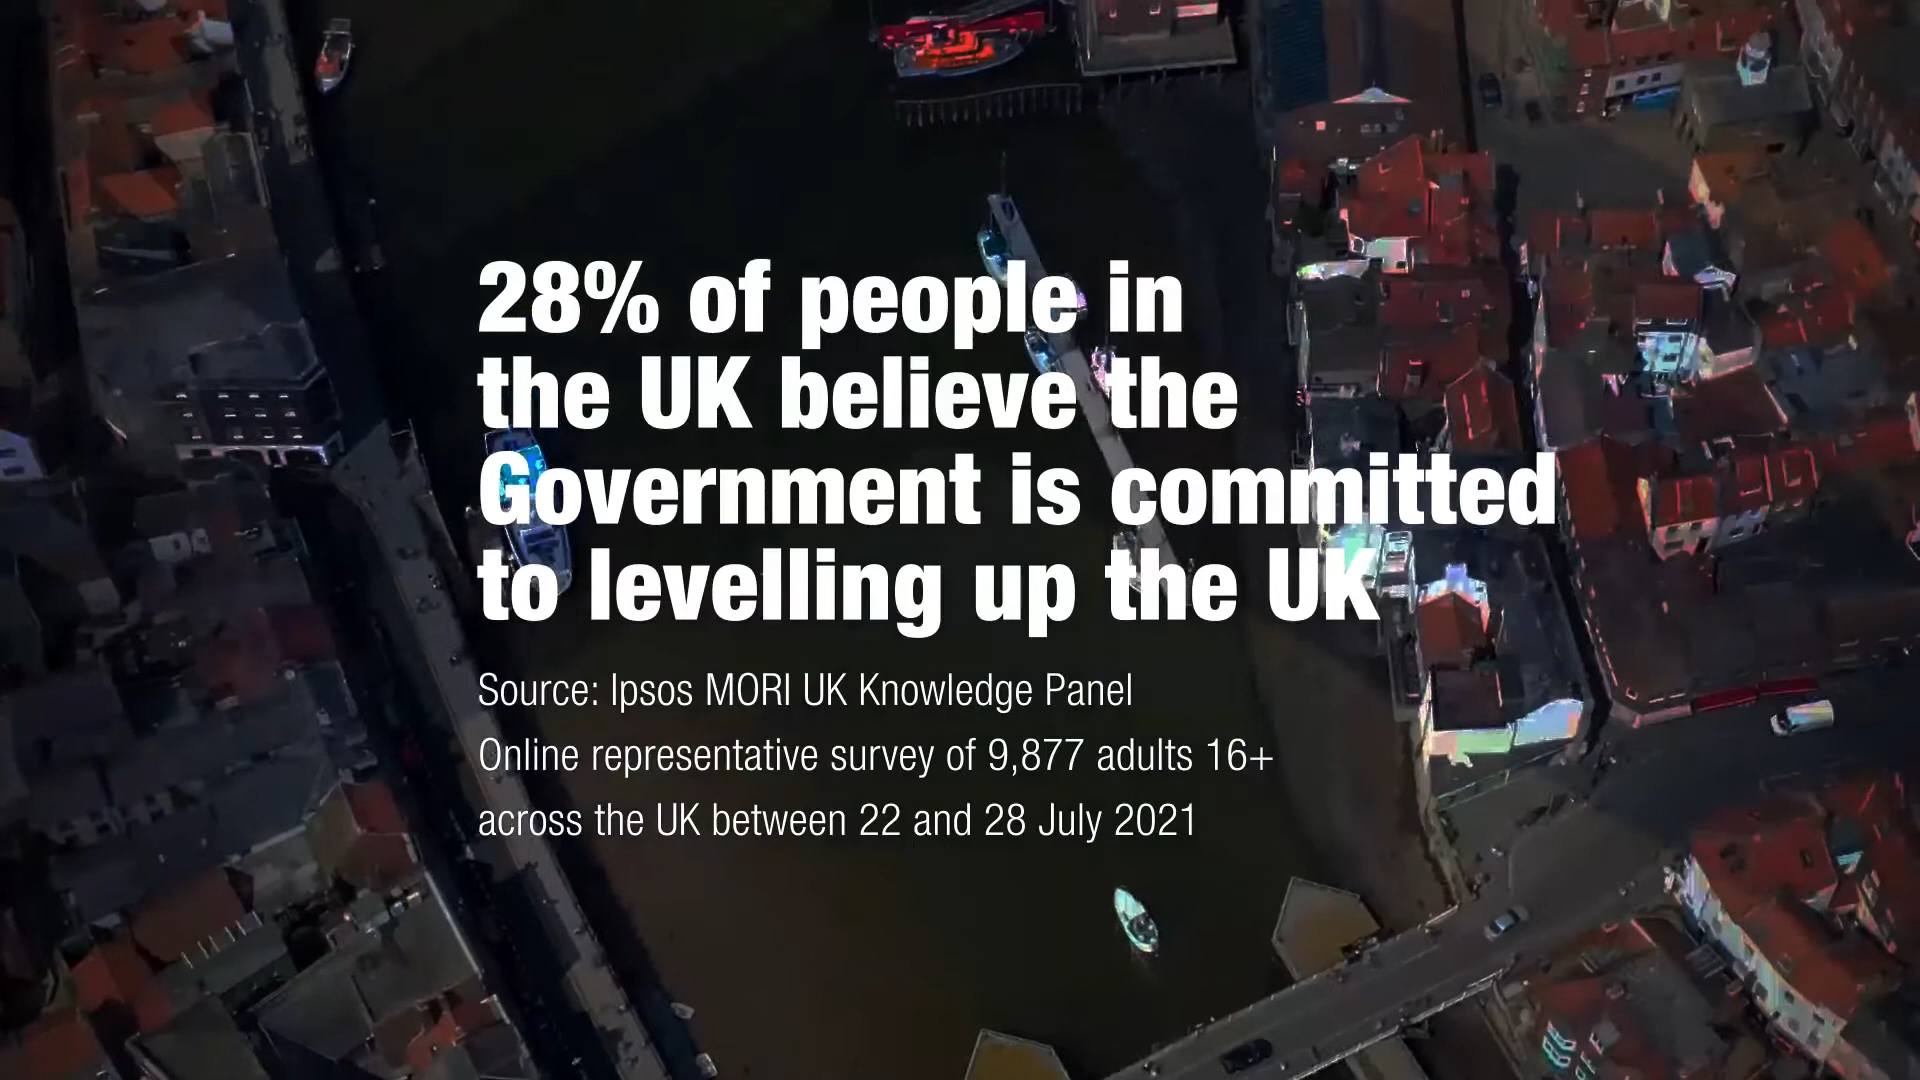 28% of people in
the UK believe the
Government is committed
to levelling up the UK
Source: Ipsos MORI UK Knowledge Panel
Online representative survey of 9,877 adults 16+
across the UK between 22 and 28 July 2021